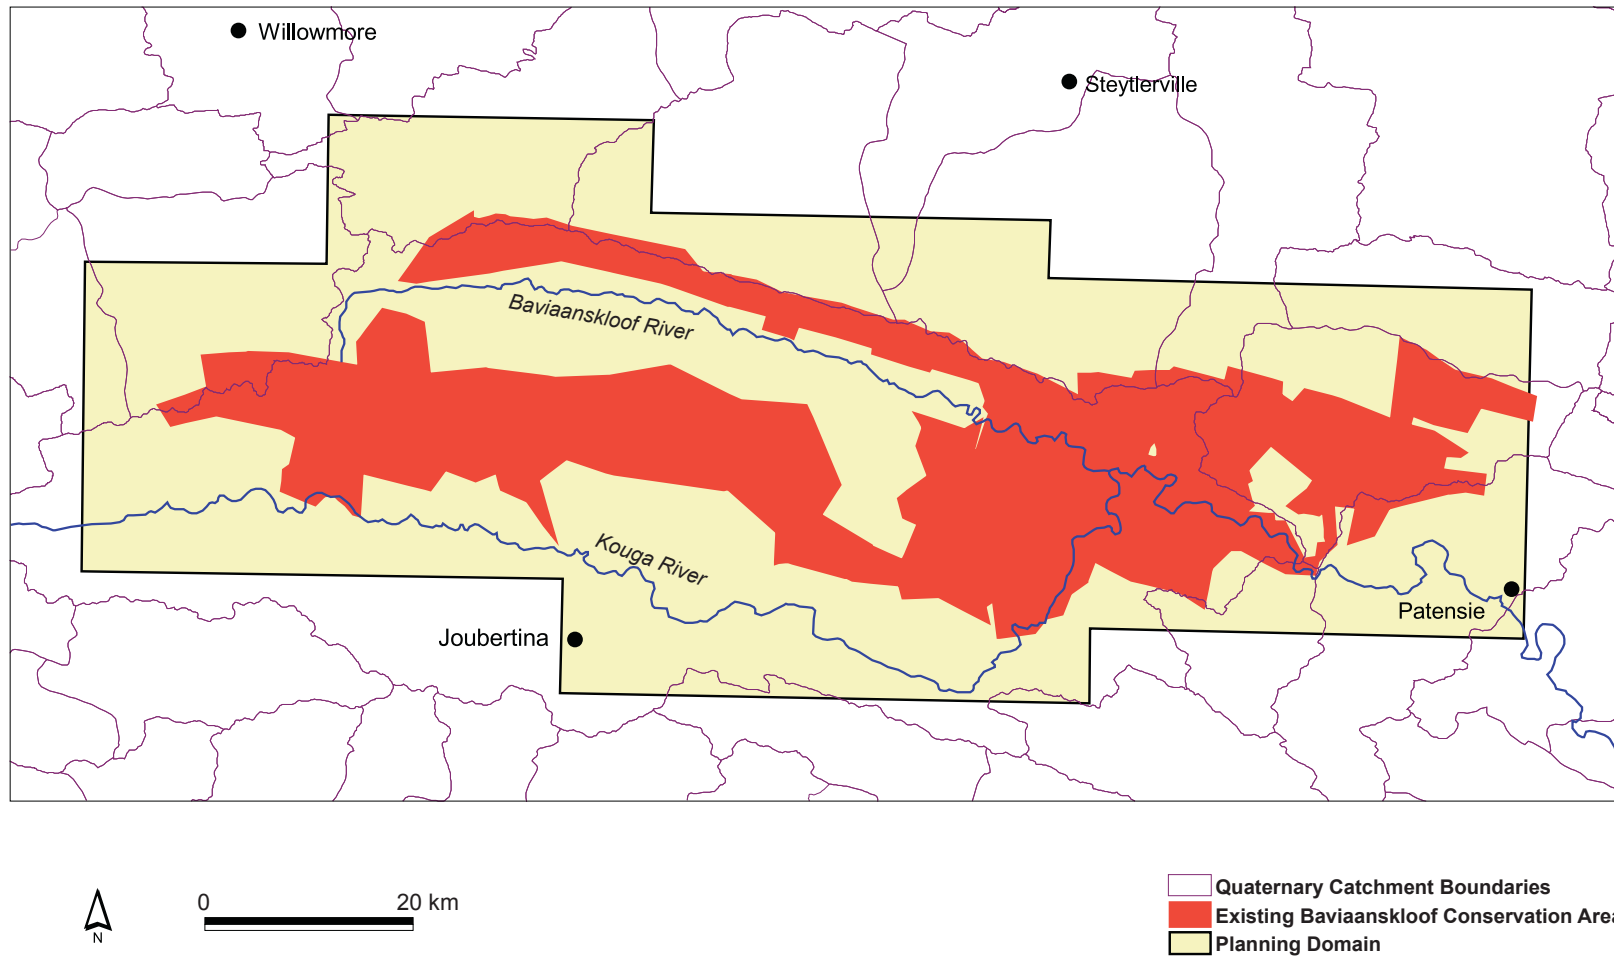 Willowmore
Steytlerville
Baviaanskloof River
Kouga River
Joubertina
Patensie
N
0 20 km
Quaternary Catchment Boundaries
Existing Baviaanskloof Conservation Area
Planning Domain